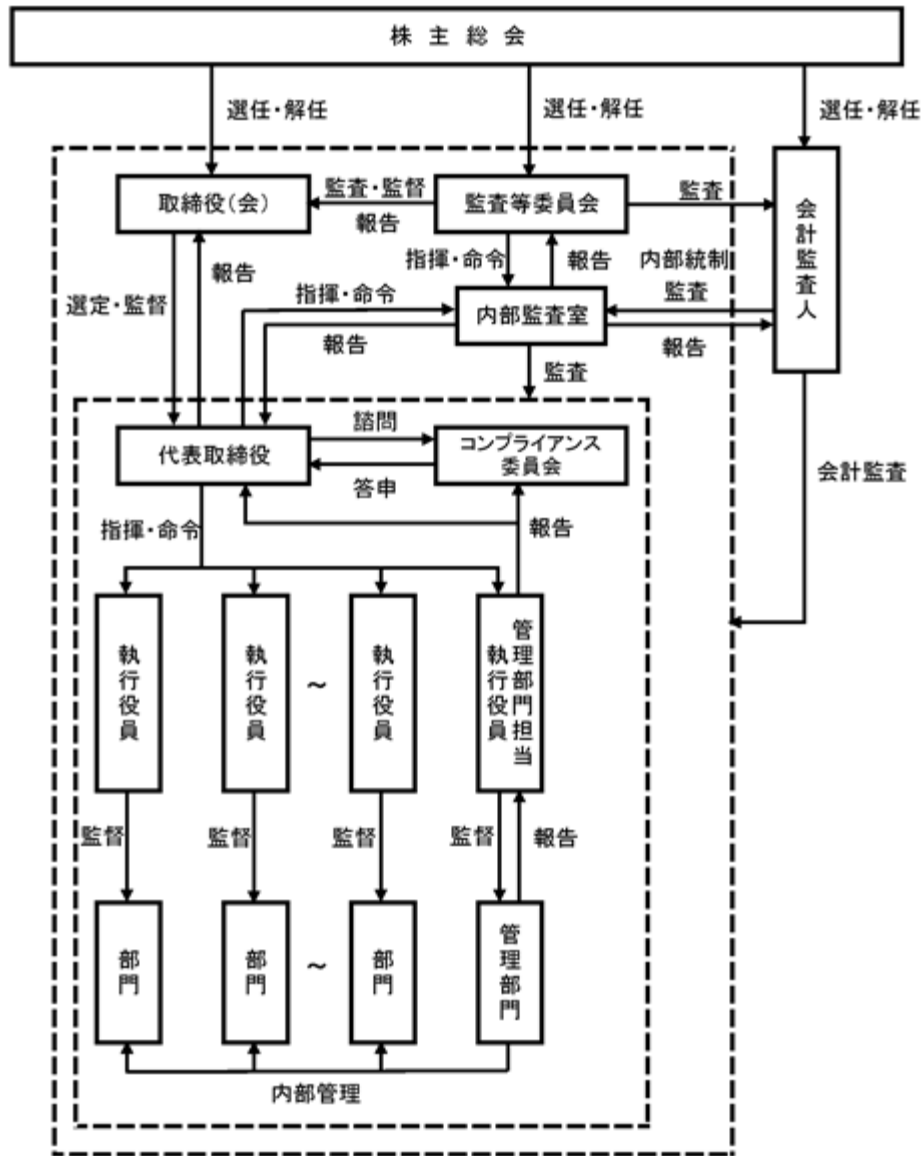 株主総会
選任・解任
選任・解任
選任・解任
取締役(会)
監査・監督
報告
監査等委員会
監査
会計監査人
選定・監督
報告
指揮・命令
報告
内部統制
監査
指揮・命令
報告
内部監査室
報告
監査
代表取締役
諮問
答申
コンプライアンス
委員会
会計監査
指揮・命令
報告
執行役員
執行役員
~
執行役員
管理部門担当
執行役員
監督
監督
監督
監督
報告
部門
部門
~
部門
管理部門
内部管理